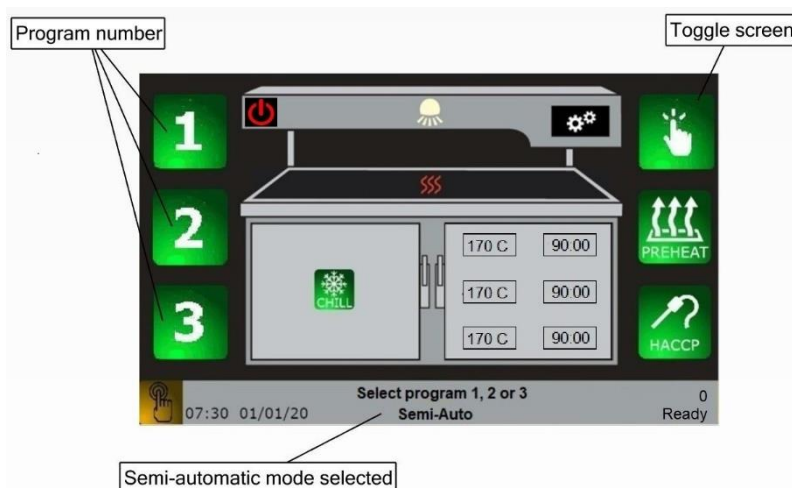 Program number
Toggle screen
1
2
PREHEAT
170 C 90:00
CHILL
170 C 90:00
3
170 C 90:00
HACCP
Select program 1, 2 or 3
0
07:30 01/01/20
Semi-Auto
Ready
Semi-automatic mode selected